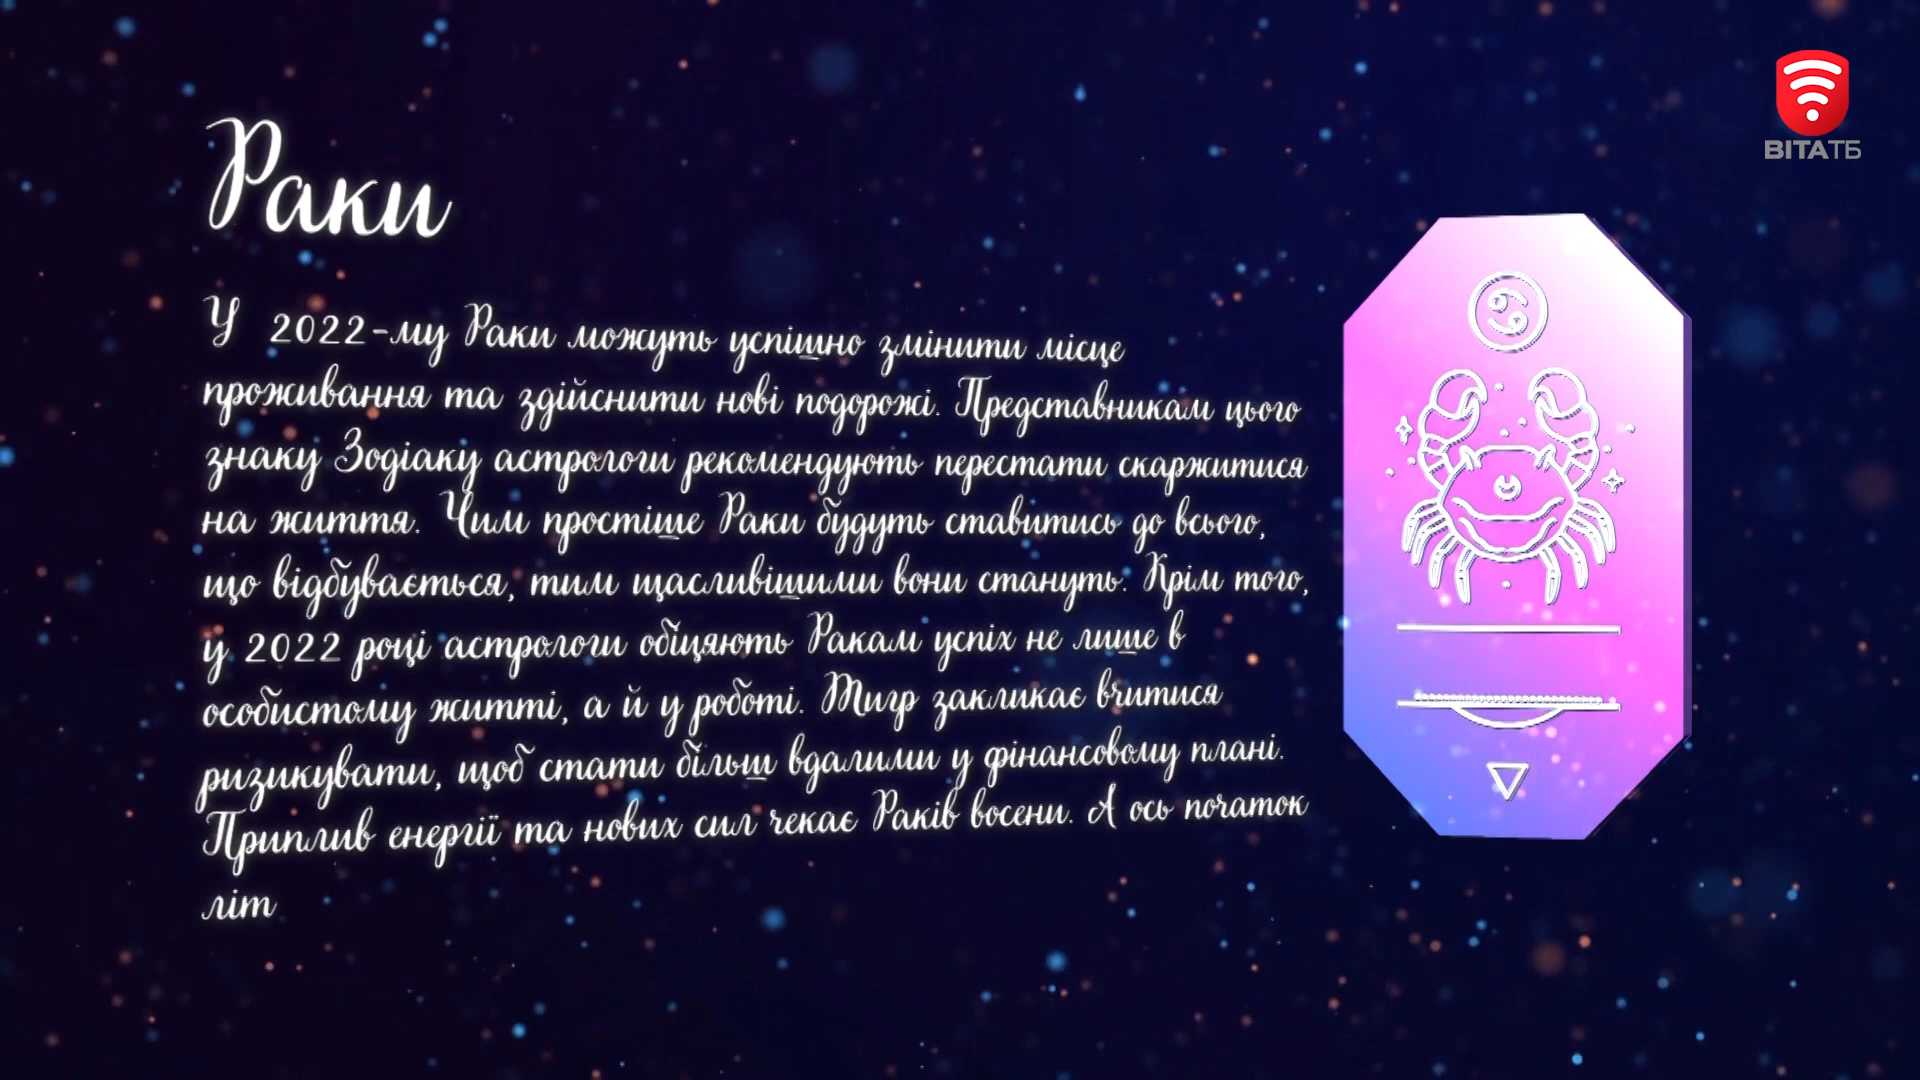 ВІТАТБ
Раки
У 2022-му Раки можуть успішно змінити місце
проживання та здійснити нові подорожі. Представникам цього
знаку Зодіаку астрологи рекомендують перестати скаржитися
на життя. Чим простіше Раки будуть ставитись до всього,
що відбувається, тим щасливішими вони стануть. Крім того,
у 2022 році астрологи обіцяють Ракам успіх не лише в
особистому житті, а й у роботі. Тигр закликає вчитися
ризикувати, щоб стати більш вдалими у фінансовому плані.
Приплив енергії та нових сил чекає Раків восени. А ось початок
літ